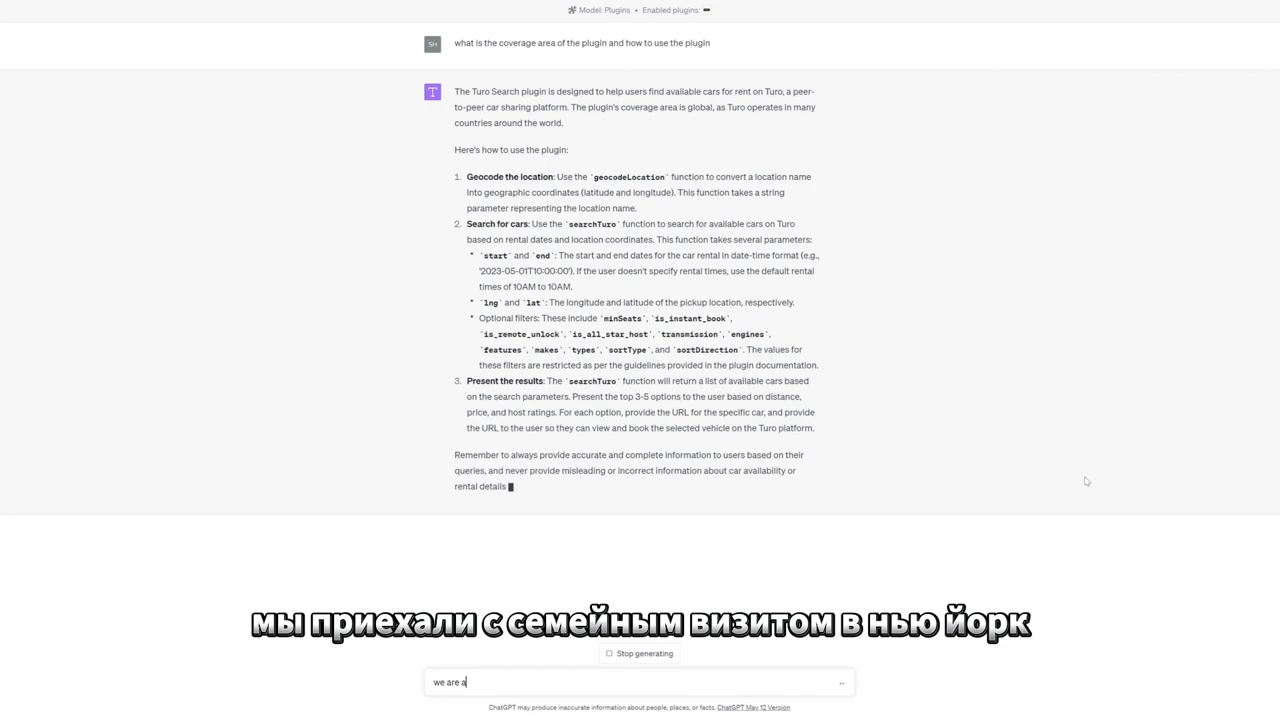 Model: Plugins • Enabled plugins:
SH
what is the coverage area of the plugin and how to use the plugin
T
The Turo Search plugin is designed to help users find available cars for rent on Turo, a peer-
to-peer car sharing platform. The plugin's coverage area is global, as Turo operates in many
countries around the world.
Here's how to use the plugin:
1. Geocode the location: Use the `geocodeLocation` function to convert a location name
into geographic coordinates (latitude and longitude). This function takes a string
parameter representing the location name.
2. Search for cars: Use the `searchTuro` function to search for available cars on Turo
based on rental dates and location coordinates. This function takes several parameters:
• `start` and `end`: The start and end dates for the car rental in date-time format (e.g.,
'2023-05-01T10:00:00'). If the user doesn't specify rental times, use the default rental
times of 10AM to 10AM.
• `lng` and `lat`: The longitude and latitude of the pickup location, respectively.
• Optional filters: These include `minSeats`, `is_instant_book`,
`is_remote_unlock`, `is_all_star_host`, `transmission`, `engines`,
`features`, `makes`, `types`, `sortType`, and `sortDirection`. The values for
these filters are restricted as per the guidelines provided in the plugin documentation.
3. Present the results: The `searchTuro` function will return a list of available cars based
on the search parameters. Present the top 3-5 options to the user based on distance,
price, and host ratings. For each option, provide the URL for the specific car, and provide
the URL to the user so they can view and book the selected vehicle on the Turo platform.
Remember to always provide accurate and complete information to users based on their
queries, and never provide misleading or incorrect information about car availability or
rental details
мы приехали с семейным визитом в нью йорк
Stop generating
we are a
ChatGPT may produce inaccurate information about people, places, or facts. ChatGPT May 12 Version